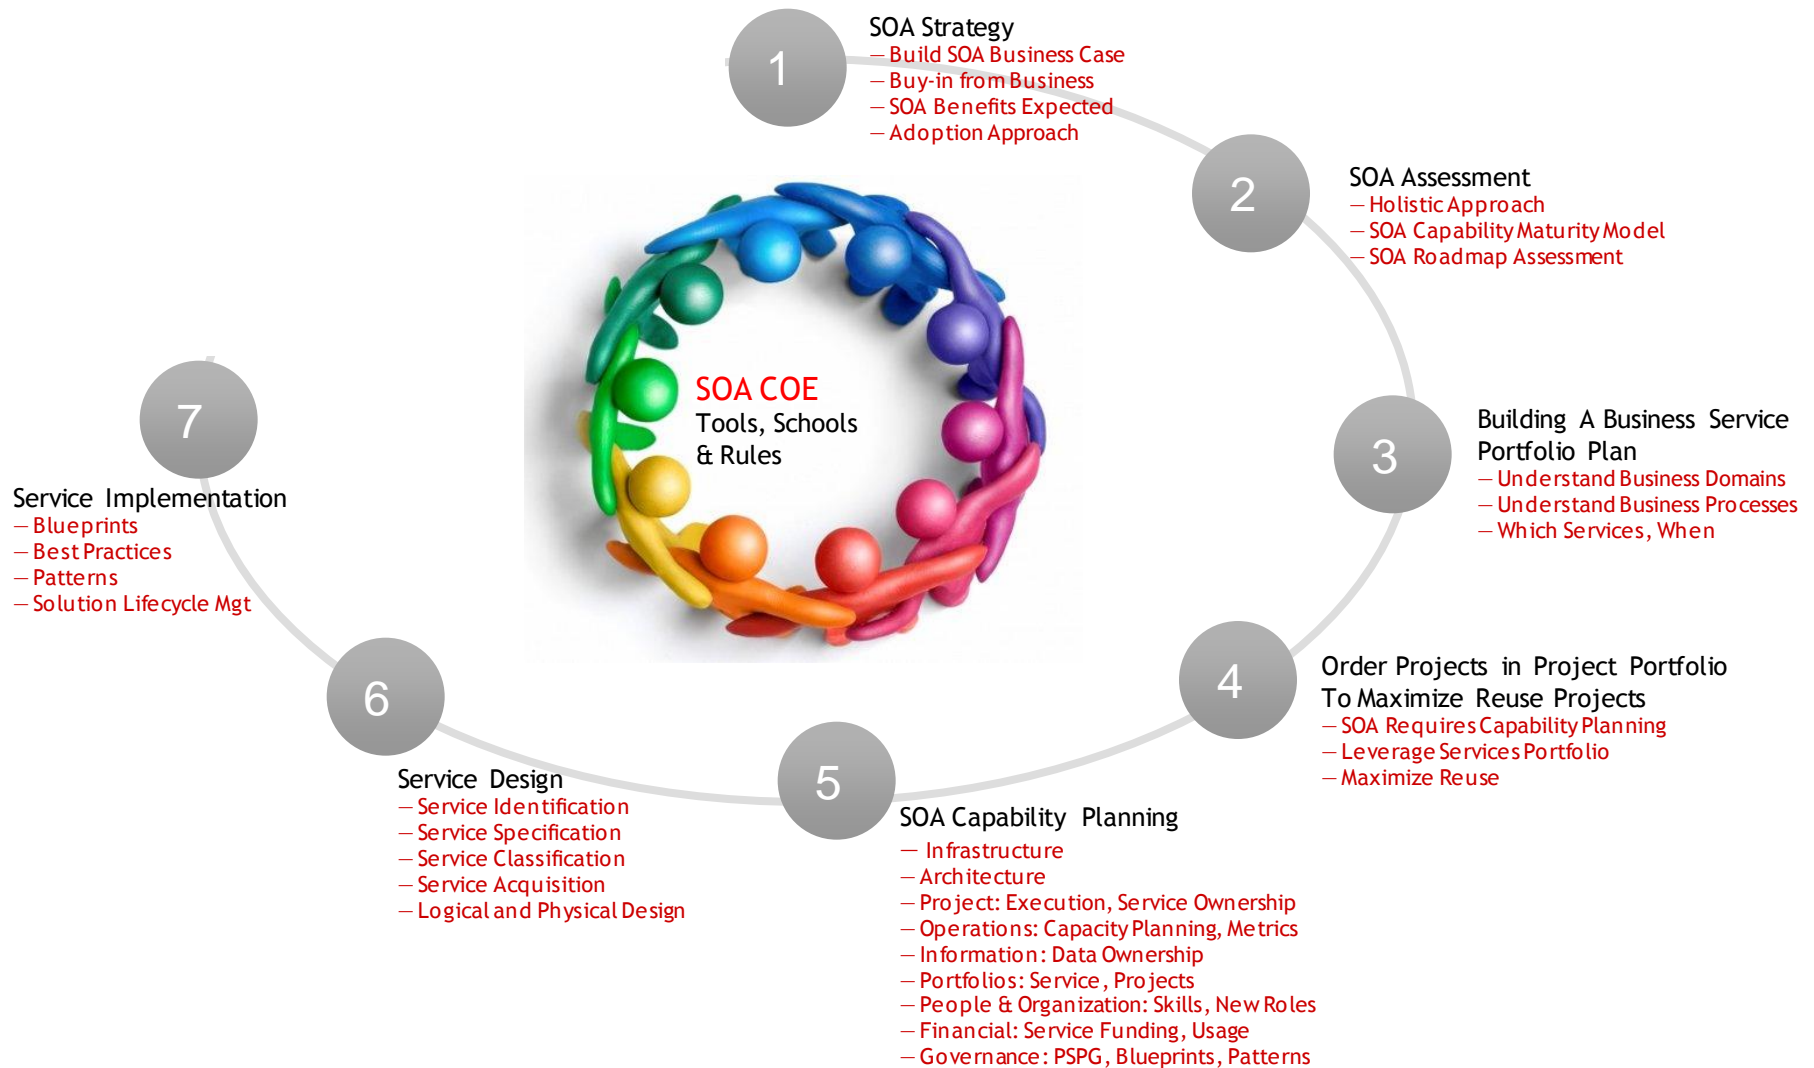 1
SOA Strategy
– Build SOA Business Case
– Buy-in from Business
– SOA Benefits Expected
– Adoption Approach
2
SOA Assessment
– Holistic Approach
– SOA Capability Maturity Model
– SOA Roadmap Assessment
SOA COE
Tools, Schools
& Rules
3
Building A Business Service
Portfolio Plan
– Understand Business Domains
– Understand Business Processes
– Which Services, When
4
Order Projects in Project Portfolio
To Maximize Reuse Projects
– SOA Requires Capability Planning
– Leverage Services Portfolio
– Maximize Reuse
5
SOA Capability Planning
– Infrastructure
– Architecture
– Project: Execution, Service Ownership
– Operations: Capacity Planning, Metrics
– Information: Data Ownership
– Portfolios: Service, Projects
– People & Organization: Skills, New Roles
– Financial: Service Funding, Usage
– Governance: PSPG, Blueprints, Patterns
6
Service Design
– Service Identification
– Service Specification
– Service Classification
– Service Acquisition
– Logical and Physical Design
7
Service Implementation
– Blueprints
– Best Practices
– Patterns
– Solution Lifecycle Mgt